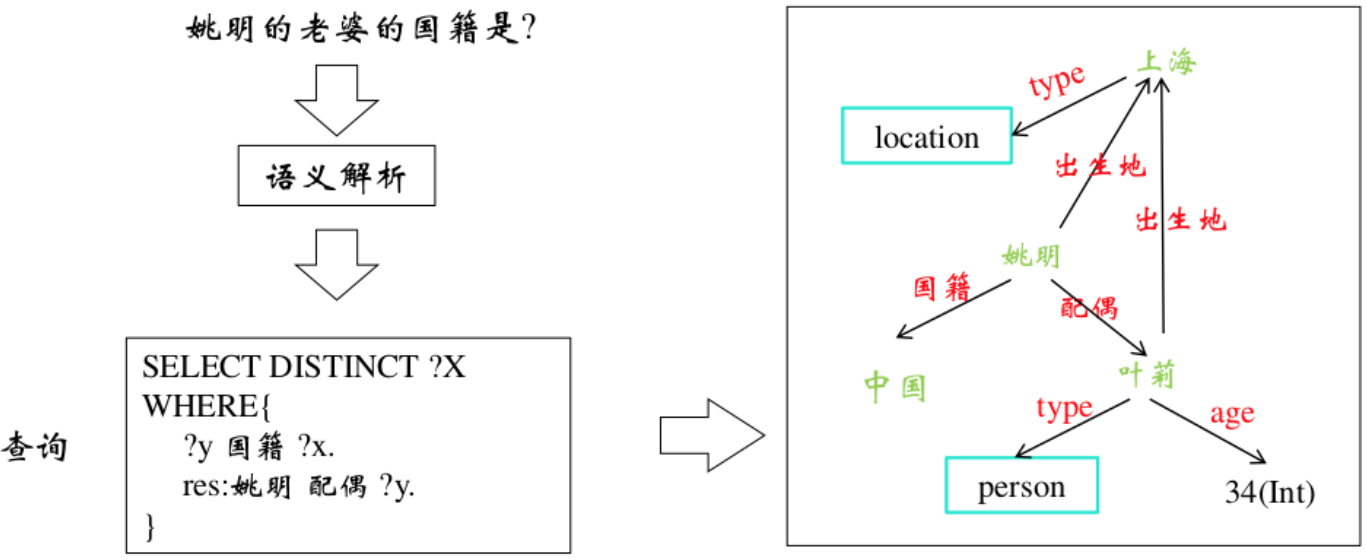 姚明的老婆的国籍是?
语义解析
查询
SELECT DISTINCT ?X
WHERE{
?y 国籍 ?x.
res:姚明 配偶 ?y.
}
上海
type
location
出生地
出生地
姚明
国籍
配偶
中国
叶莉
type
age
person
34(Int)